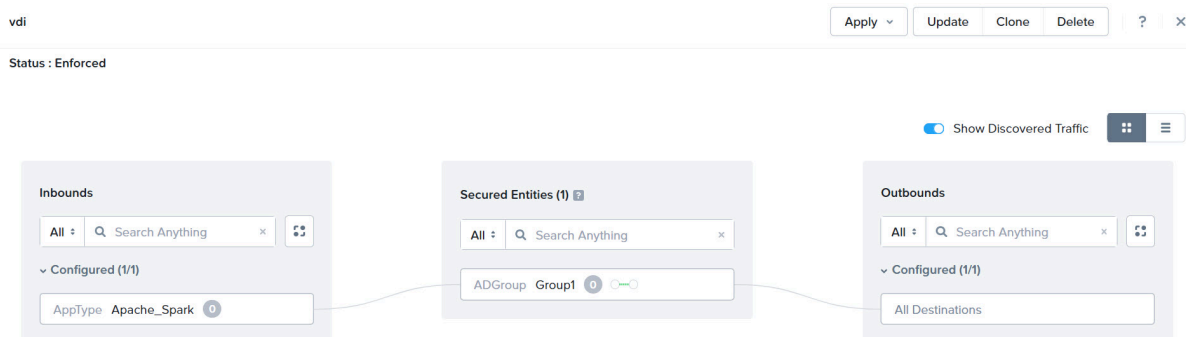 vdi
Apply
Update
Clone
Delete
?
Status : Enforced
Show Discovered Traffic
Inbounds
All
Search Anything
Configured (1/1)
AppType Apache_Spark 0
Secured Entities (1) ?
All
Search Anything
ADGroup Group1 0
Outbounds
All
Search Anything
Configured (1/1)
All Destinations